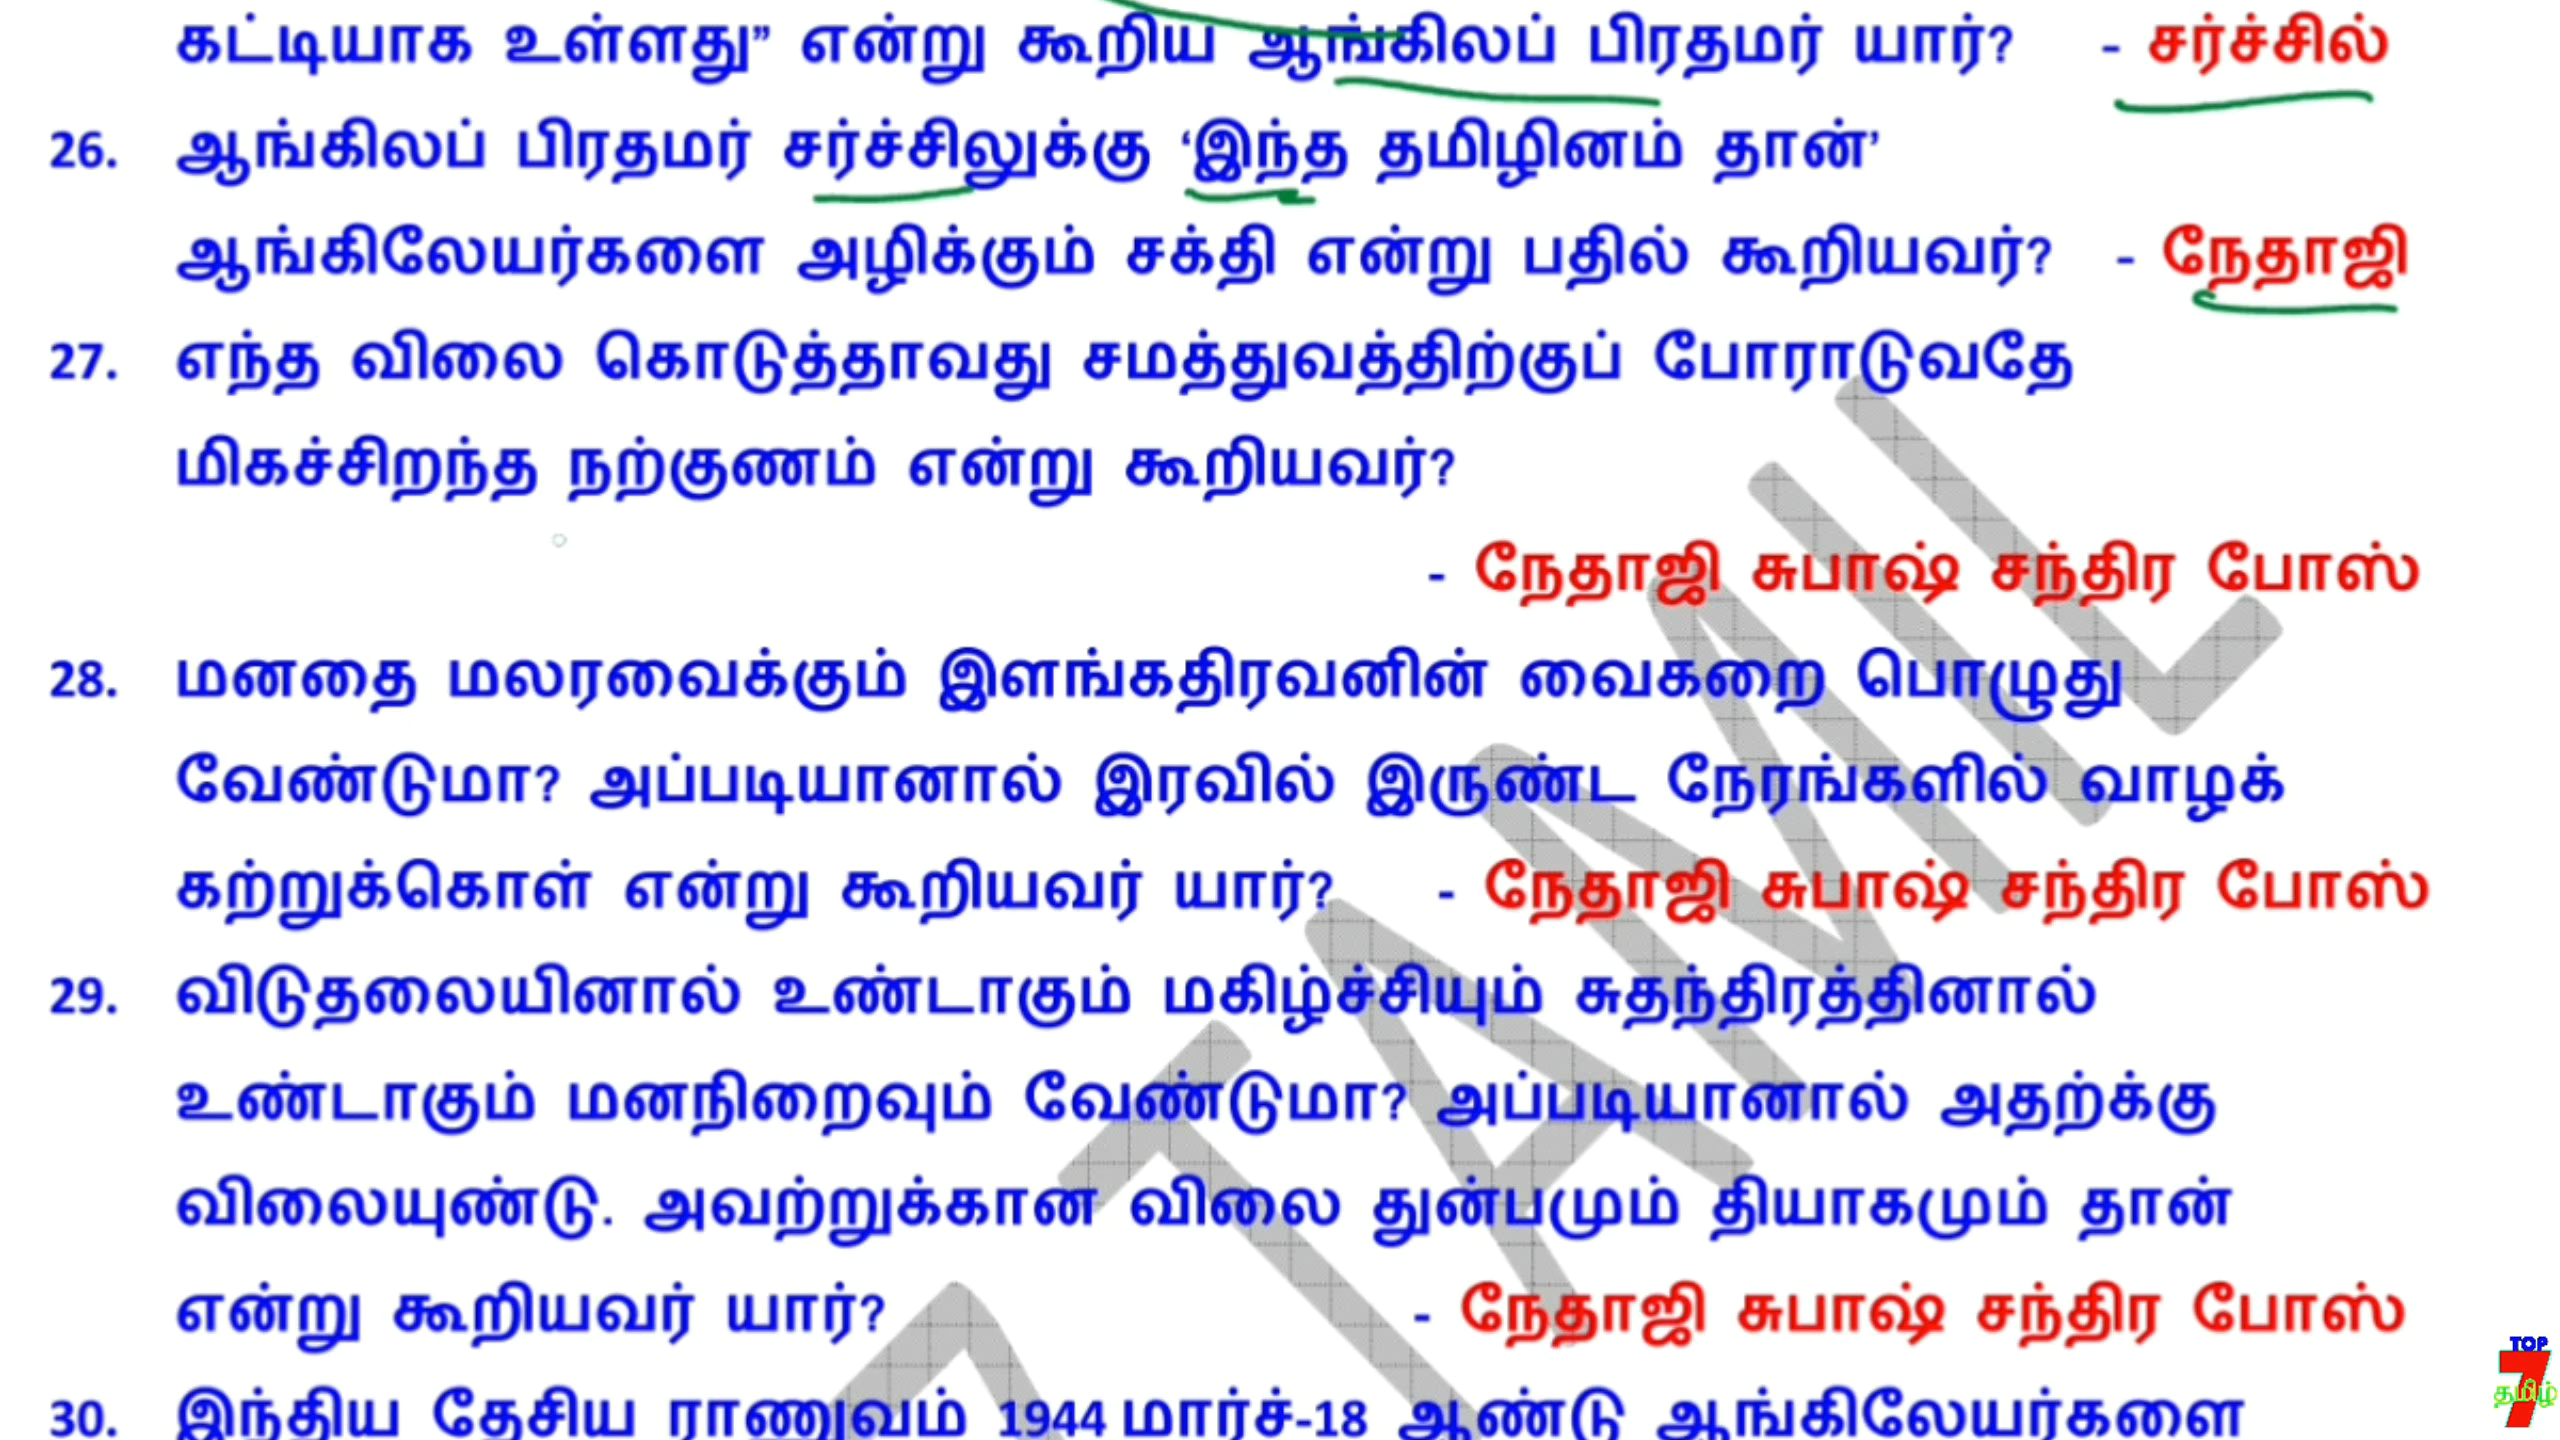 கட்டியாக உள்ளது” என்று கூறிய ஆங்கிலப் பிரதமர் யார்? - சர்ச்சில்
26. ஆங்கிலப் பிரதமர் சர்ச்சிலுக்கு ‘இந்த தமிழினம் தான்’
ஆங்கிலேயர்களை அழிக்கும் சக்தி என்று பதில் கூறியவர்? - நேதாஜி
27. எந்த விலை கொடுத்தாவது சமத்துவத்திற்குப் போராடுவதே
மிகச்சிறந்த நற்குணம் என்று கூறியவர்?
- நேதாஜி சுபாஷ் சந்திர போஸ்
28. மனதை மலரவைக்கும் இளங்கதிரவனின் வைகறை பொழுது
வேண்டுமா? அப்படியானால் இரவில் இருண்ட நேரங்களில் வாழக்
கற்றுக்கொள் என்று கூறியவர் யார்? - நேதாஜி சுபாஷ் சந்திர போஸ்
29. விடுதலையினால் உண்டாகும் மகிழ்ச்சியும் சுதந்திரத்தினால்
உண்டாகும் மனநிறைவும் வேண்டுமா? அப்படியானால் அதற்க்கு
விலையுண்டு. அவற்றுக்கான விலை துன்பமும் தியாகமும் தான்
என்று கூறியவர் யார்? - நேதாஜி சுபாஷ் சந்திர போஸ்
30. இந்திய தேசிய ராணுவம் 1944 மார்ச்-18 ஆண்டு ஆங்கிலேயர்களை
7 TAMIL
TOP
7
தமிழ்